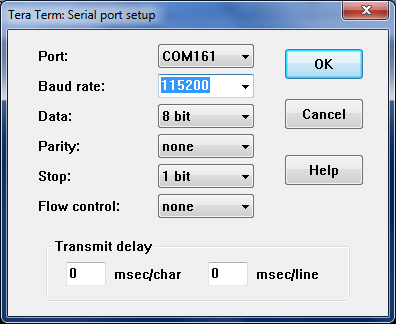 Tera Term: Serial port setup
Port: COM161 OK
Baud rate: 115200
Data: 8 bit Cancel
Parity: none
Stop: 1 bit Help
Flow control: none
Transmit delay
0 msec/char 0 msec/line